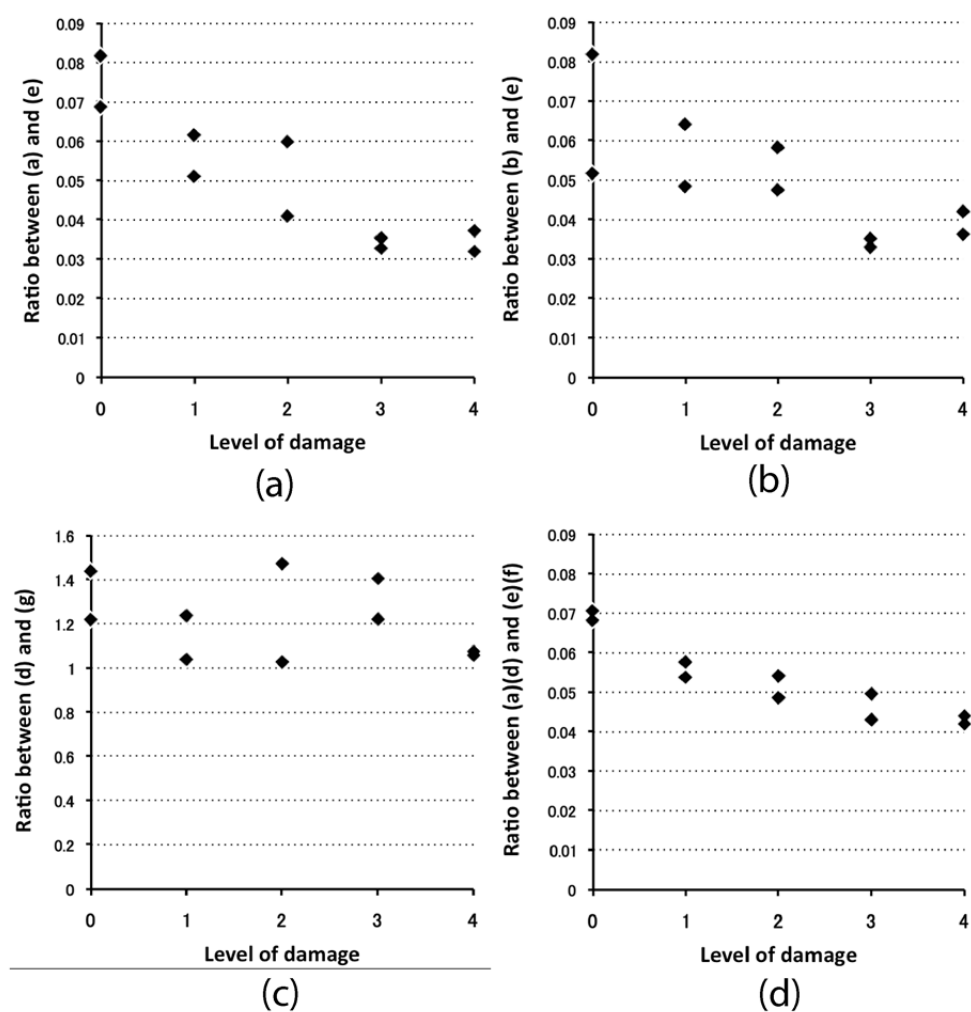 0.09
0.08
0.07
0.06
0.05
0.04
0.03
0.02
0.01
0
Ratio between (a) and (e)
0 1 2 3 4
Level of damage
(a)
0.09
0.08
0.07
0.06
0.05
0.04
0.03
0.02
0.01
0
Ratio between (b) and (e)
0 1 2 3 4
Level of damage
(b)
1.6
1.4
1.2
1
0.8
0.6
0.4
0.2
0
Ratio between (d) and (g)
0 1 2 3 4
Level of damage
(c)
0.09
0.08
0.07
0.06
0.05
0.04
0.03
0.02
0.01
0
Ratio between (a)(d) and (e)(f)
0 1 2 3 4
Level of damage
(d)